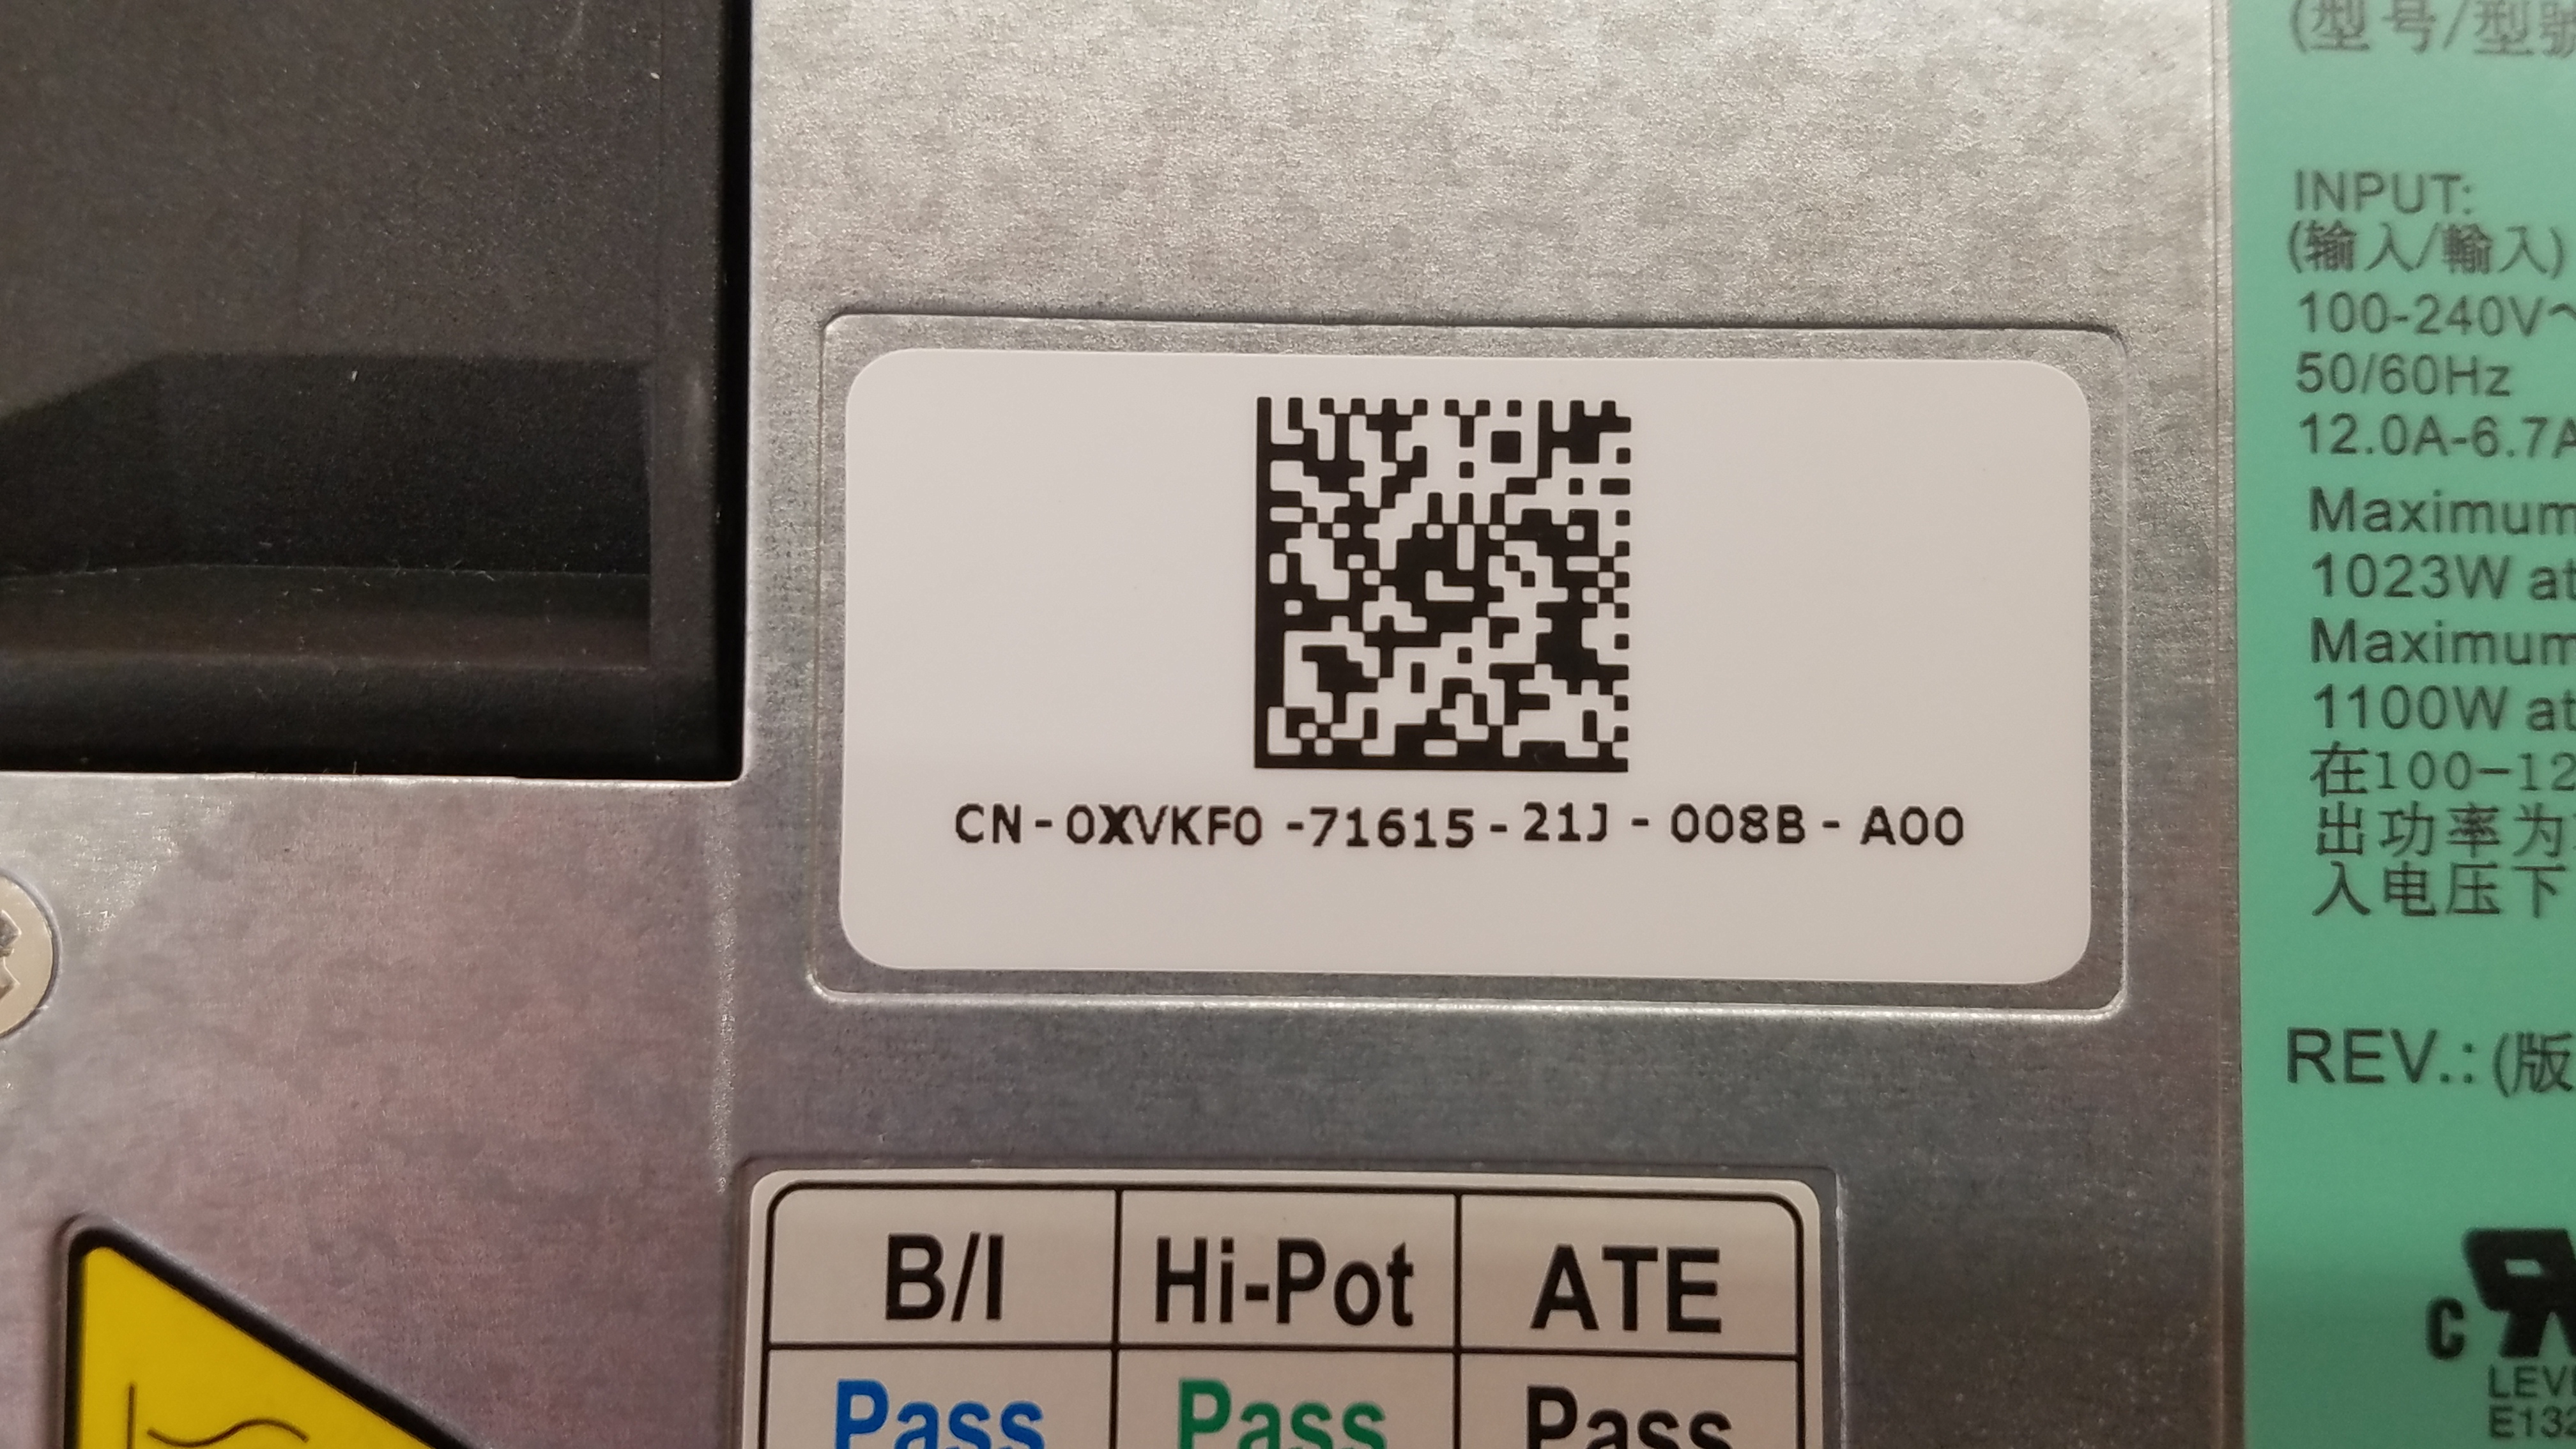 CN-0XVKF0-71615-21J-008B-A00
B/I Hi-Pot ATE
Pass Pass Pass
(型号/型號
INPUT:
(输入/輸入)
100-240V~
50/60Hz
12.0A-6.7A
Maximum
1023W at
Maximum
1100W at
在100-12
出功率为
入电压下
REV.: (版
C
LEVE
E13